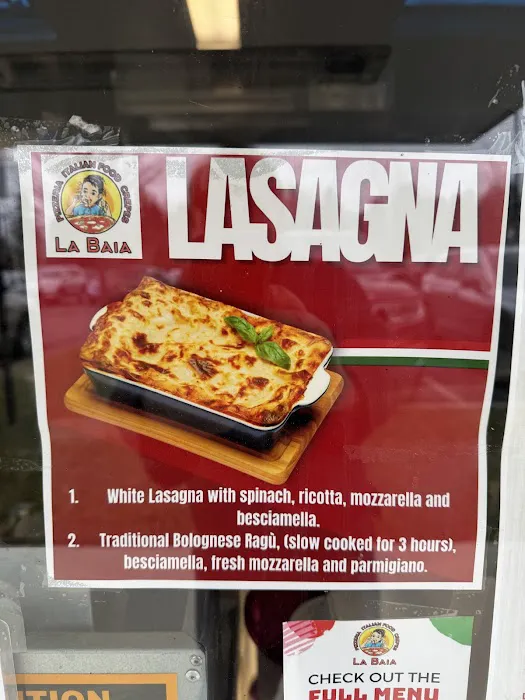 PIZZERIA ITALIAN FOOD CREPES
LA BAIA
LASAGNA
1. White Lasagna with spinach, ricotta, mozzarella and
besciamella.
2. Traditional Bolognese Ragù, (slow cooked for 3 hours),
besciamella, fresh mozzarella and parmigiano.
LA BAIA
CHECK OUT THE
FULL MENU